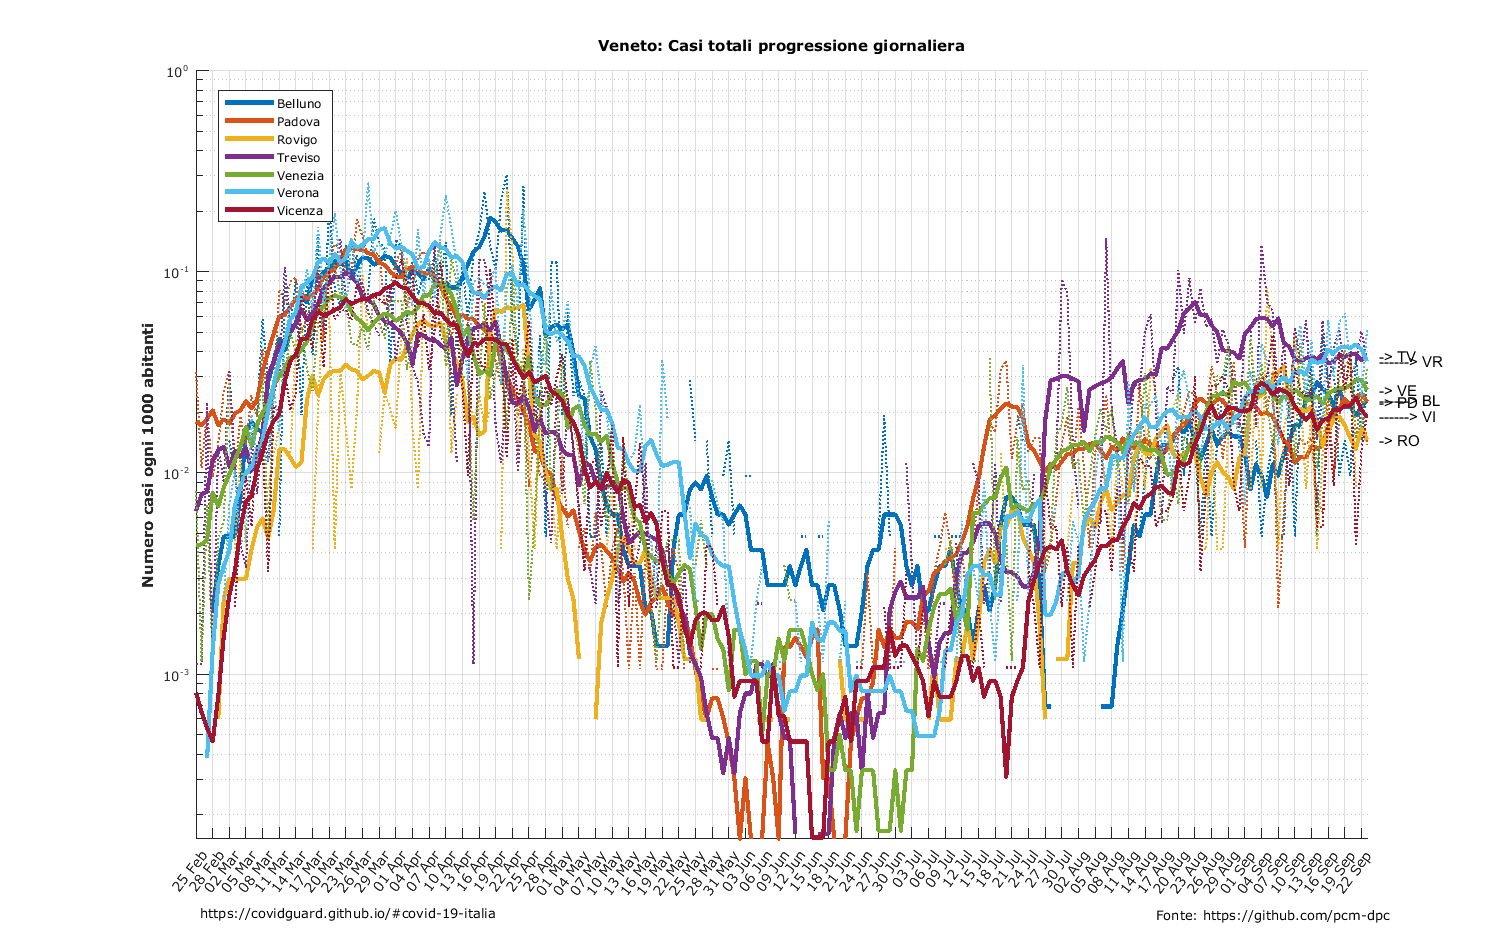 Veneto: Casi totali progressione giornaliera
Numero casi ogni 1000 abitanti
10⁰
10⁻¹
10⁻²
10⁻³
Belluno
Padova
Rovigo
Treviso
Venezia
Verona
Vicenza
-> TV
------> VR
-> VE
------> BL
-> PD
------> VI
-> RO
25 Feb
28 Feb
02 Mar
05 Mar
08 Mar
11 Mar
14 Mar
17 Mar
20 Mar
23 Mar
26 Mar
29 Mar
01 Apr
04 Apr
07 Apr
10 Apr
13 Apr
16 Apr
19 Apr
22 Apr
25 Apr
28 Apr
01 May
04 May
07 May
10 May
13 May
16 May
19 May
22 May
25 May
28 May
31 May
03 Jun
06 Jun
09 Jun
12 Jun
15 Jun
18 Jun
21 Jun
24 Jun
27 Jun
30 Jun
03 Jul
06 Jul
09 Jul
12 Jul
15 Jul
18 Jul
21 Jul
24 Jul
27 Jul
30 Jul
02 Aug
05 Aug
08 Aug
11 Aug
14 Aug
17 Aug
20 Aug
23 Aug
26 Aug
29 Aug
01 Sep
04 Sep
07 Sep
10 Sep
13 Sep
16 Sep
19 Sep
22 Sep
https://covidguard.github.io/#covid-19-italia
Fonte: https://github.com/pcm-dpc